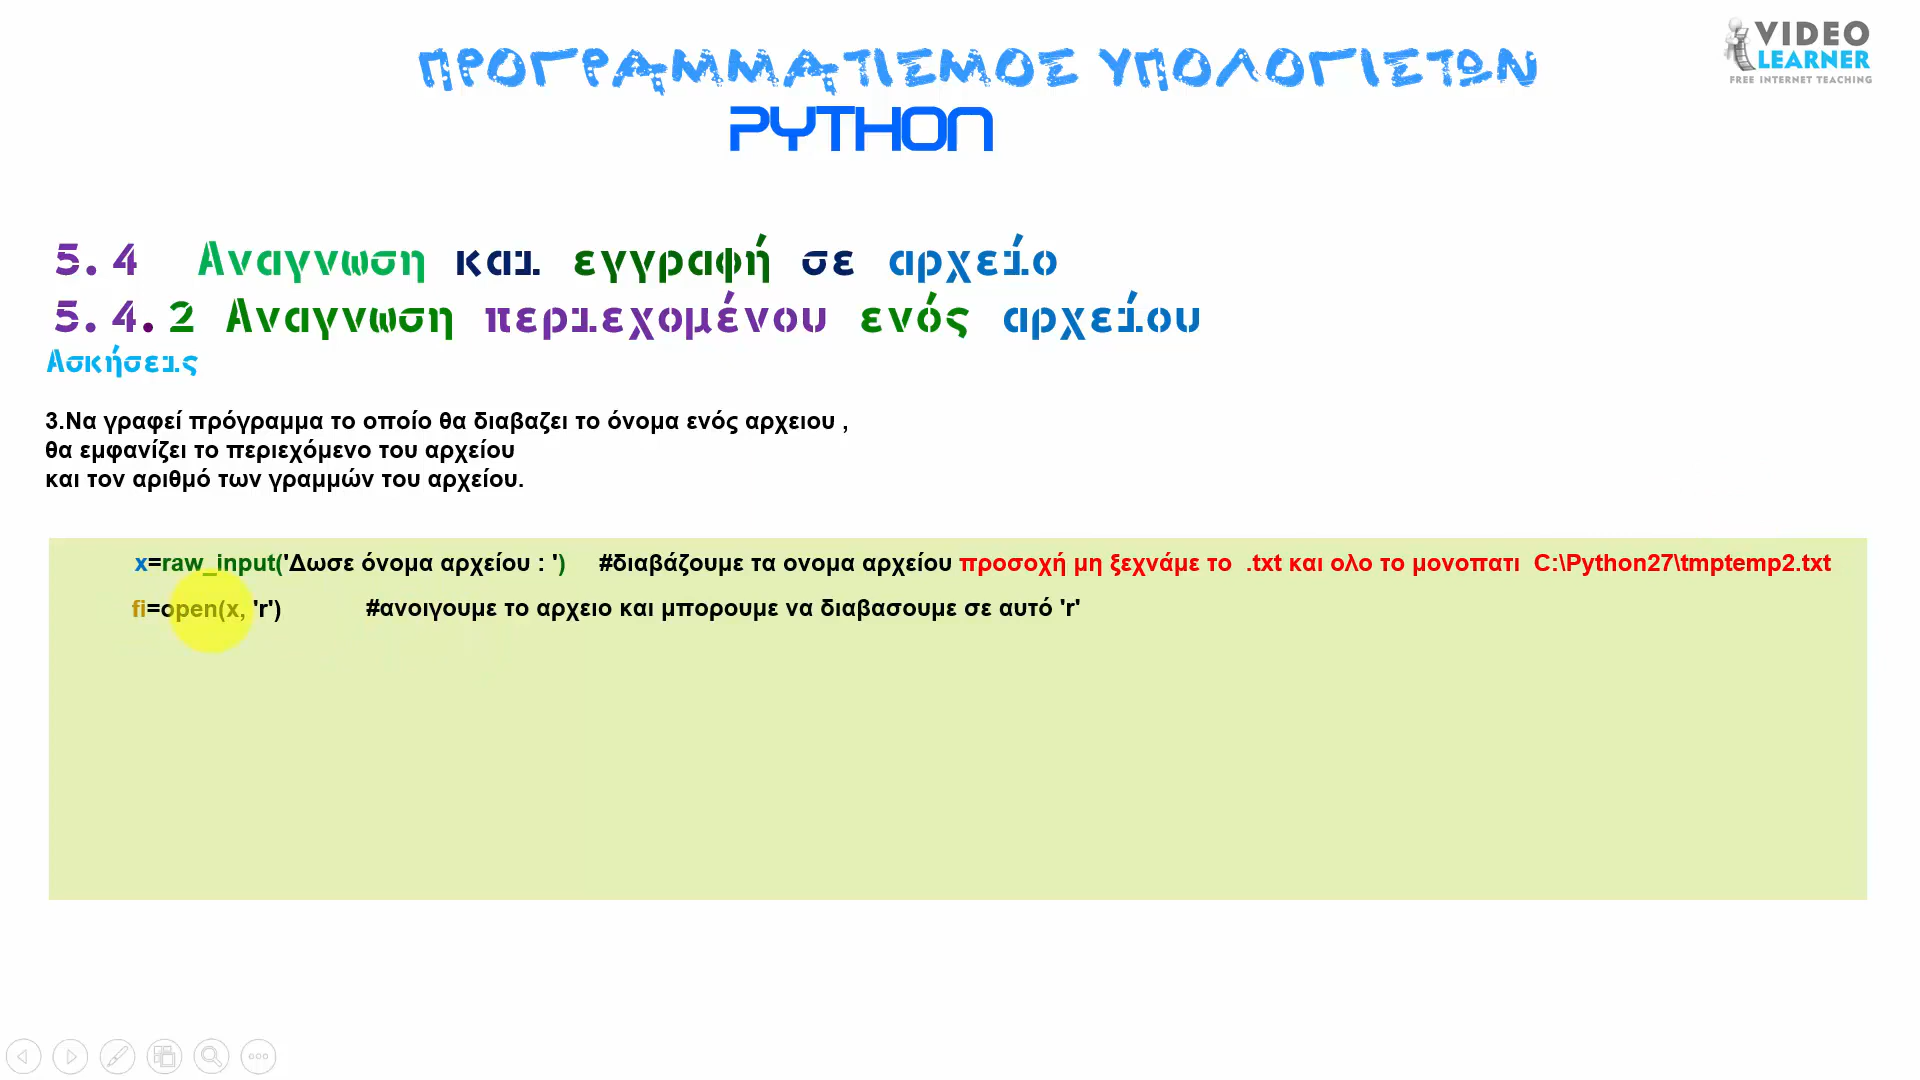 ΠΡΟΓΡΑΜΜΑΤΙΣΜΟΣ ΥΠΟΛΟΓΙΣΤΩΝ
PYTHON
VIDEO
LEARNER
FREE INTERNET TEACHING
5.4 Αναγνωση και εγγραφή σε αρχείο
5.4.2 Αναγνωση περιεχομένου ενός αρχείου
Ασκήσεις
3.Να γραφεί πρόγραμμα το οποίο θα διαβαζει το όνομα ενός αρχειου ,
θα εμφανίζει το περιεχόμενο του αρχείου
και τον αριθμό των γραμμών του αρχείου.
x=raw_input('Δωσε όνομα αρχείου : ') #διαβάζουμε τα ονομα αρχείου προσοχή μη ξεχνάμε το .txt και ολο το μονοπατι C:\Python27\tmptemp2.txt
fi=open(x, 'r') #ανοιγουμε το αρχειο και μπορουμε να διαβασουμε σε αυτό 'r'